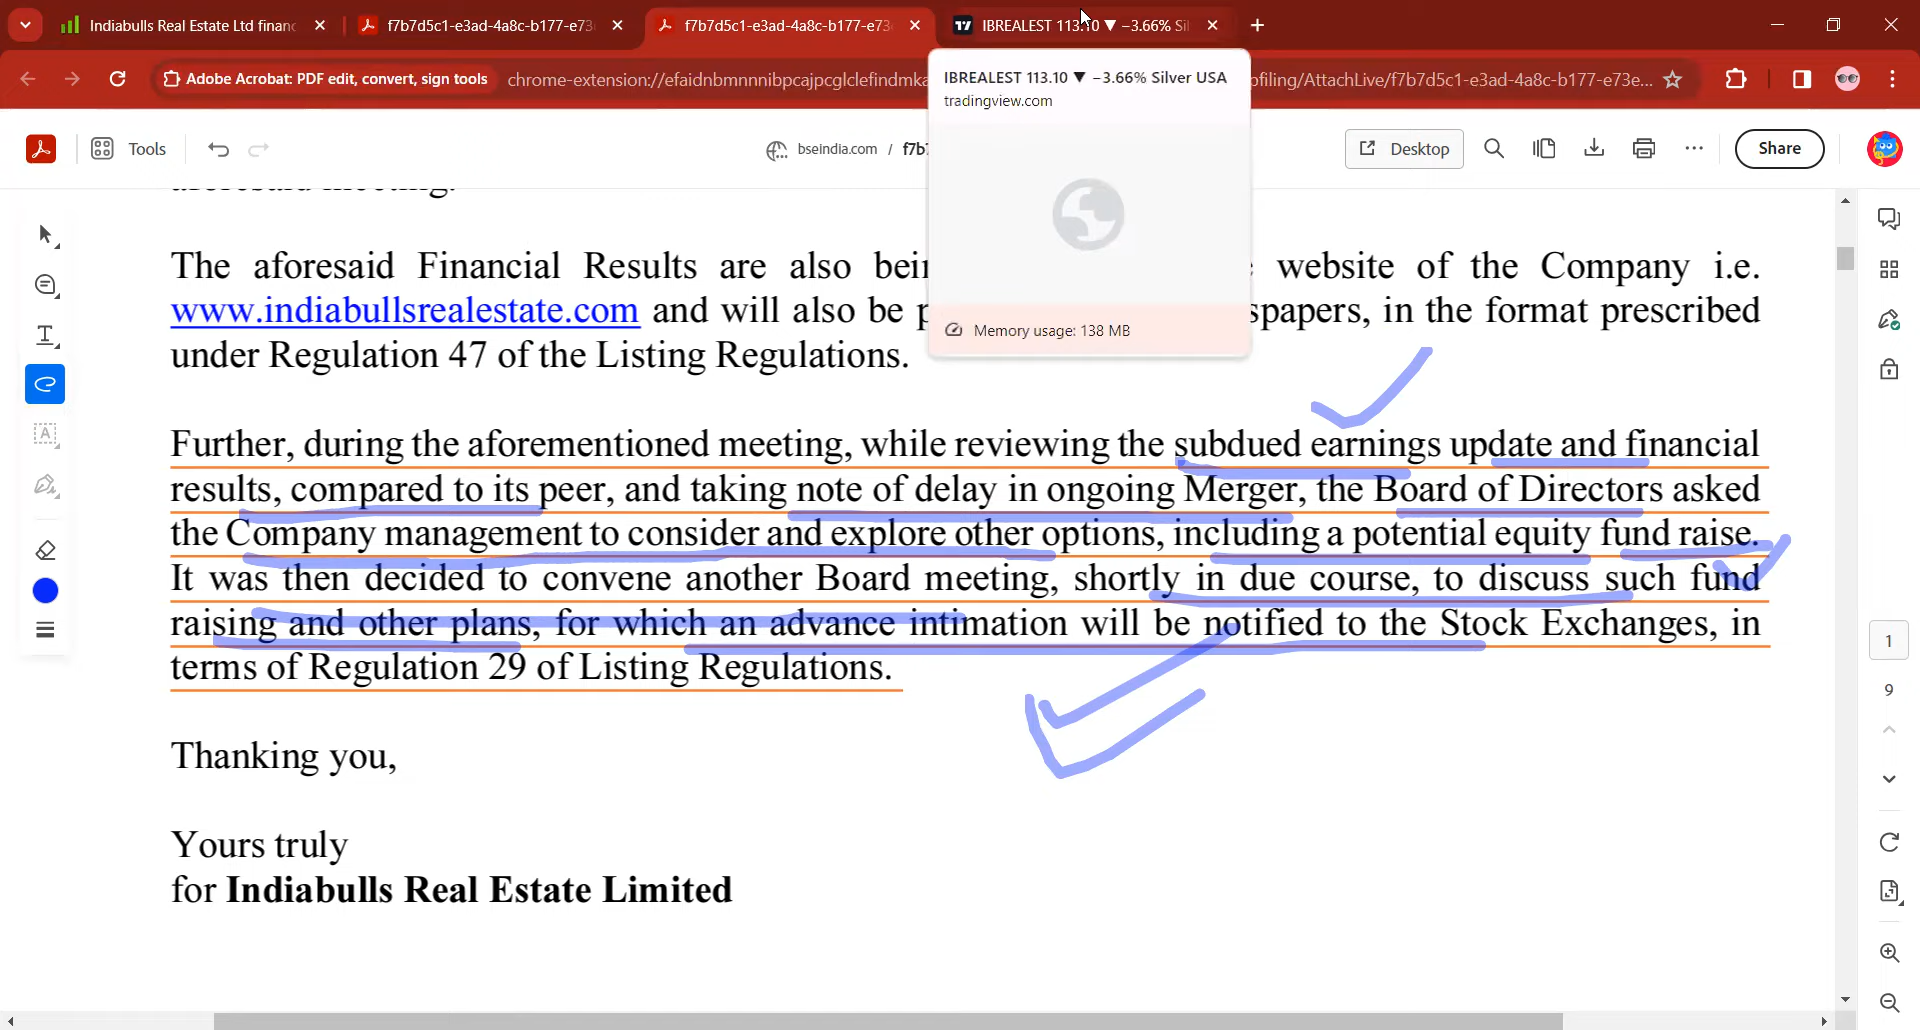 Indiabulls Real Estate Ltd financ
f7b7d5c1-e3ad-4a8c-b177-e73
f7b7d5c1-e3ad-4a8c-b177-e73
IBREALEST 113.10 ▼ −3.66% Sil
Adobe Acrobat: PDF edit, convert, sign tools
chrome-extension://efaidnbmnnnibpcajpcglclefindmka
filing/AttachLive/f7b7d5c1-e3ad-4a8c-b177-e73e...
IBREALEST 113.10 ▼ −3.66% Silver USA
tradingview.com
Memory usage: 138 MB
Tools
bseindia.com / f7b7
Desktop
Share
aforesaid meeting.
The aforesaid Financial Results are also website of the Company i.e.
www.indiabullsrealestate.com and will also be in the format prescribed
under Regulation 47 of the Listing Regulations.
Further, during the aforementioned meeting, while reviewing the subdued earnings update and financial
results, compared to its peer, and taking note of delay in ongoing Merger, the Board of Directors asked
the Company management to consider and explore other options, including a potential equity fund raise.
It was then decided to convene another Board meeting, shortly in due course, to discuss such fund
raising and other plans, for which an advance intimation will be notified to the Stock Exchanges, in
terms of Regulation 29 of Listing Regulations.
Thanking you,
Yours truly
for Indiabulls Real Estate Limited
1
9